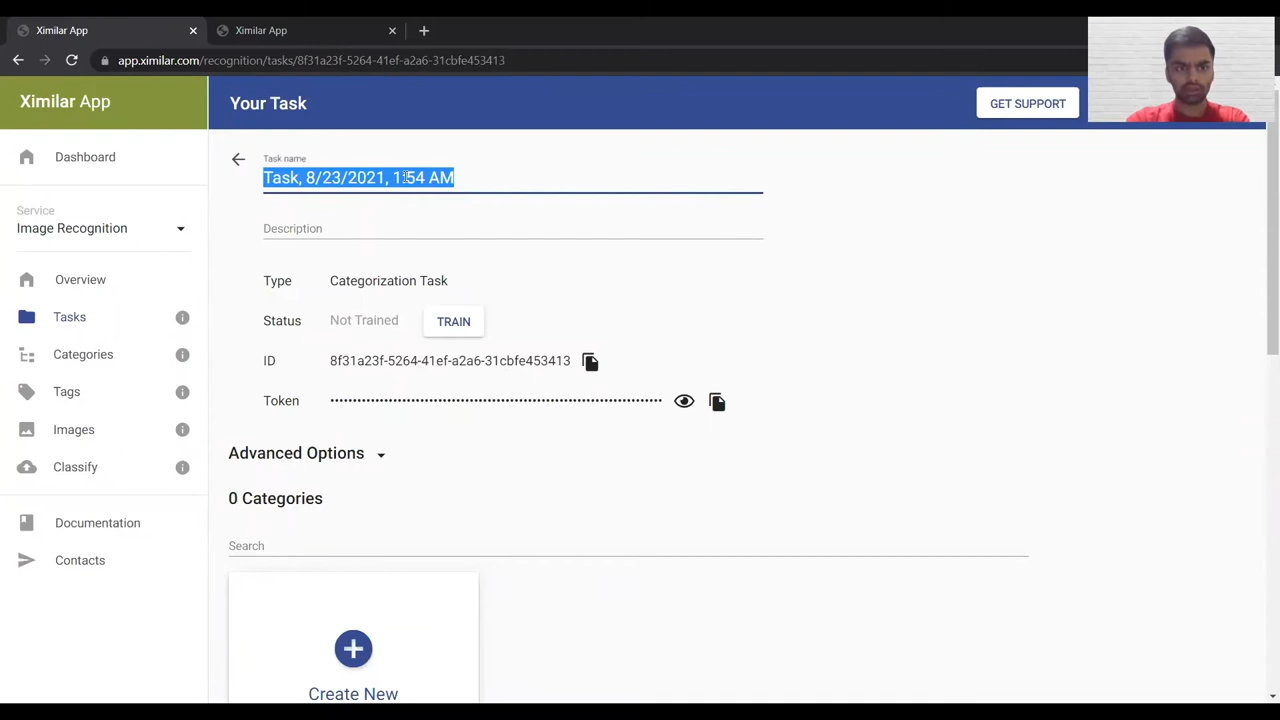 Ximilar App
Ximilar App
app.ximilar.com/recognition/tasks/8f31a23f-5264-41ef-a2a6-31cbfe453413
Ximilar App
Your Task
GET SUPPORT
Dashboard
Service
Image Recognition
Overview
Tasks
Categories
Tags
Images
Classify
Documentation
Contacts
Task name
Task, 8/23/2021, 1:54 AM
Description
Type Categorization Task
Status Not Trained TRAIN
ID 8f31a23f-5264-41ef-a2a6-31cbfe453413
Token ••••••••••••••••••••••••••••••••••••••••••••••••••••••••••••••••••••••
Advanced Options
0 Categories
Search
Create New